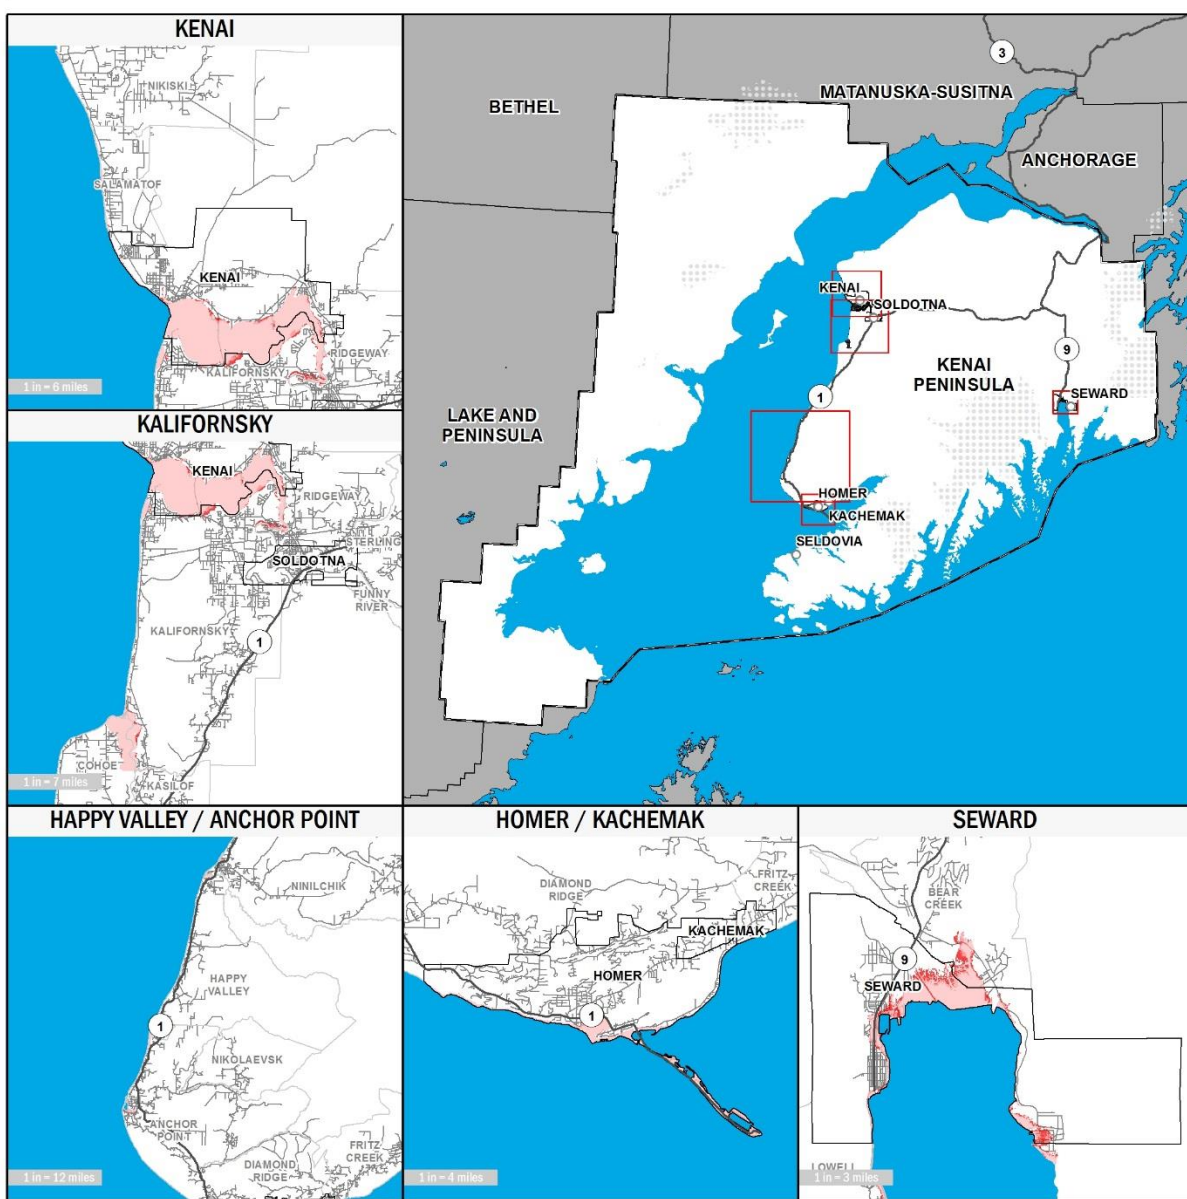 KENAI
NIKISKI
SALAMATOF
KENAI
RIDGEWAY
KALIFORNSKY
1 in = 6 miles
3
BETHEL
MATANUSKA-SUSITNA
ANCHORAGE
KENAI
SOLDOTNA
KENAI
PENINSULA
9
1
SEWARD
LAKE AND
PENINSULA
HOMER
KACHEMAK
SELDOVIA
KALIFORNSKY
KENAI
RIDGEWAY
STERLING
SOLDOTNA
FUNNY
RIVER
KALIFORNSKY
1
COHOE
1 in = 7 miles
KASILOF
HAPPY VALLEY / ANCHOR POINT
NINILCHIK
HAPPY
VALLEY
1
NIKOLAEVSK
ANCHOR
POINT
FRITZ
CREEK
DIAMOND
RIDGE
1 in = 12 miles
HOMER / KACHEMAK
DIAMOND
RIDGE
FRITZ
CREEK
KACHEMAK
HOMER
1
1 in = 4 miles
SEWARD
BEAR
CREEK
9
SEWARD
LOWELL
1 in = 3 miles